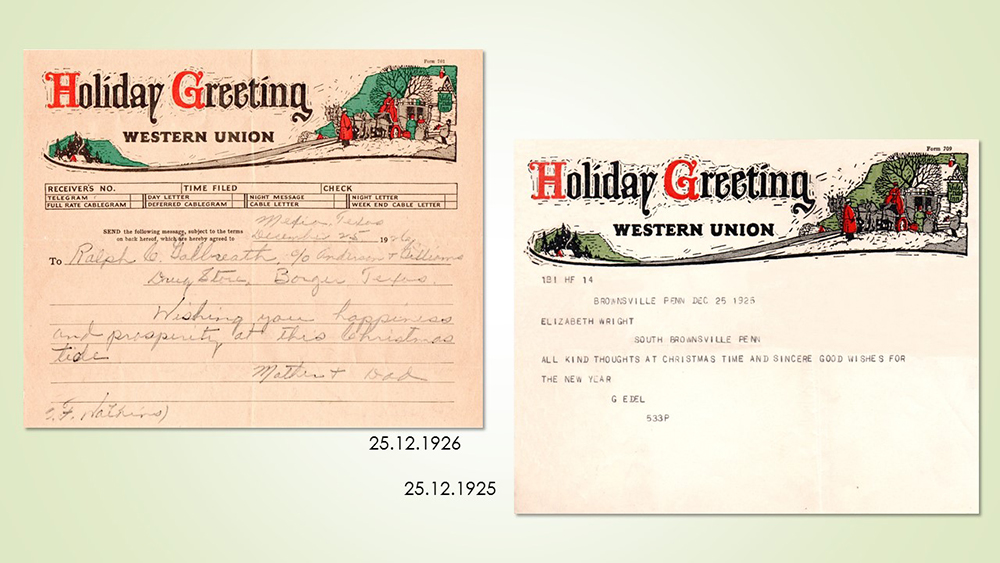 Form 701
Holiday Greeting
WESTERN UNION
RECEIVER'S NO. TIME FILED CHECK
TELEGRAM DAY LETTER NIGHT MESSAGE NIGHT LETTER
FULL RATE CABLEGRAM DEFERRED CABLEGRAM CABLE LETTER WEEK END CABLE LETTER
Mexia, Texas
SEND the following message, subject to the terms
on back hereof, which are hereby agreed to
December 25 1926
To Ralph C. Galbreath c/o Anderson + Williams
Drug Store, Borger Texas.
Wishing you happiness
and prosperity at this Christmas
tide
Mother + Dad
F. Watkins)
25.12.1926
25.12.1925
Form 709
Holiday Greeting
WESTERN UNION
181 HF 14
BROWNSVILLE PENN DEC 25 1925
ELIZABETH WRIGHT
SOUTH BROWNSVILLE PENN
ALL KIND THOUGHTS AT CHRISTMAS TIME AND SINCERE GOOD WISHES FOR
THE NEW YEAR
G EDEL
533P